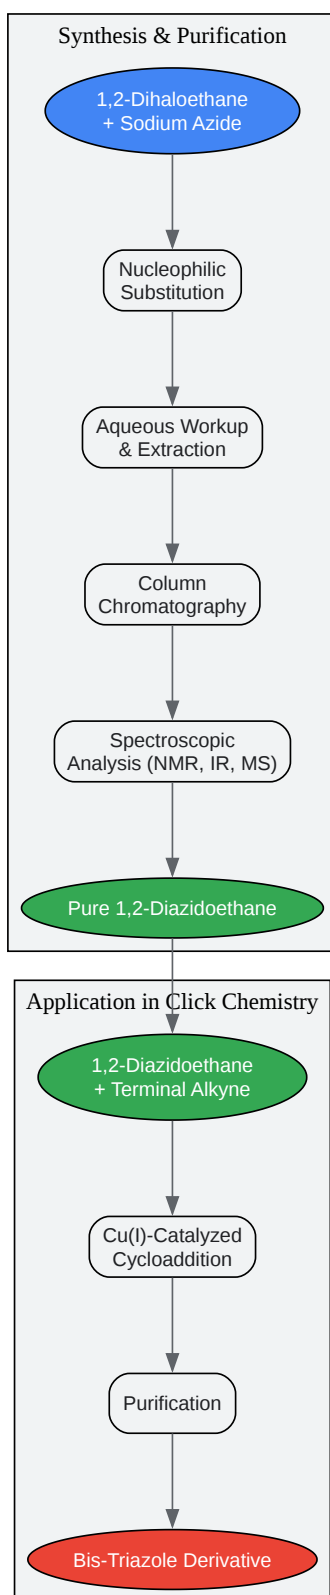 Synthesis & Purification
1,2-Dihaloethane
+ Sodium Azide
Nucleophilic
Substitution
Aqueous Workup
& Extraction
Column
Chromatography
Spectroscopic
Analysis (NMR, IR, MS)
Pure 1,2-Diazidoethane
Application in Click Chemistry
1,2-Diazidoethane
+ Terminal Alkyne
Cu(I)-Catalyzed
Cycloaddition
Purification
Bis-Triazole Derivative